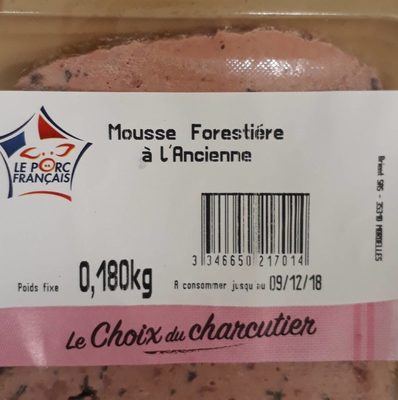 Mousse Forestière
à l'Ancienne
LE PORC
FRANÇAIS
3 346650 217014
Poids fixe 0,180kg A consommer jusqu'au 09/12/18
Le Choix du charcutier